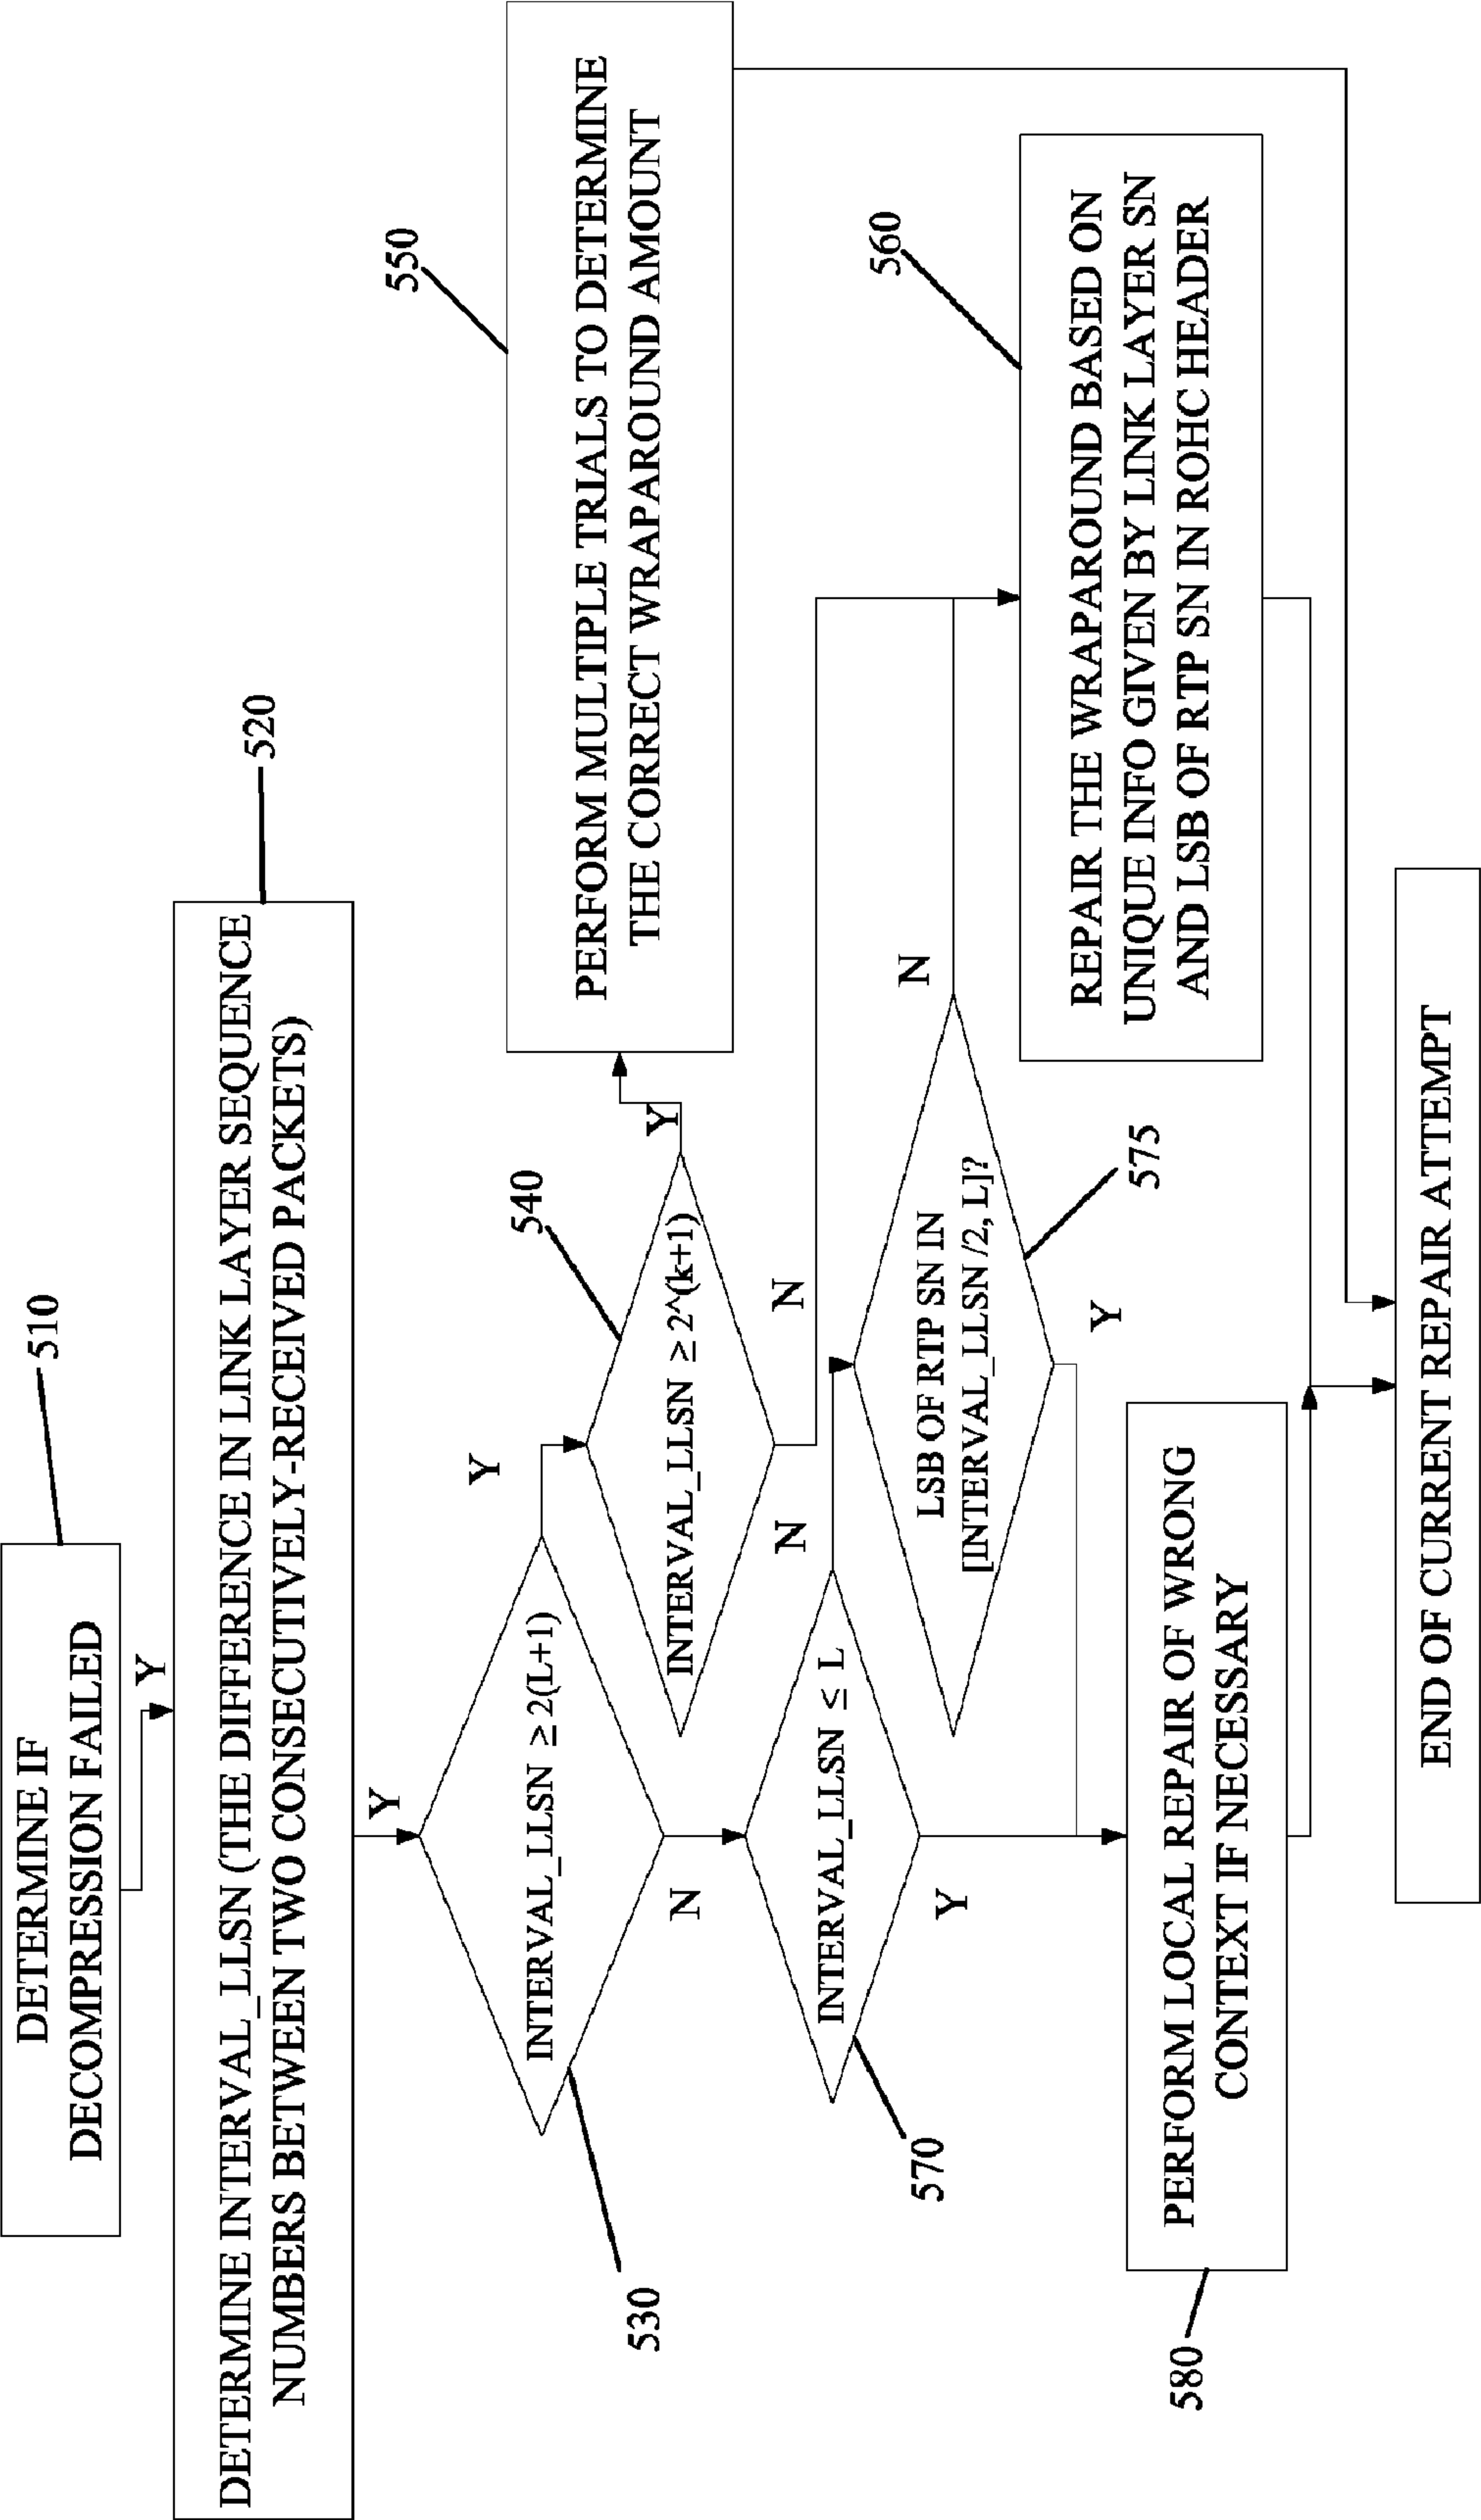 DETERMINE IF
DECOMPRESSION FAILED
510
Y
DETERMINE INTERVAL_LLSN (THE DIFFERENCE IN LINK LAYER SEQUENCE
NUMBERS BETWEEN TWO CONSECUTIVELY-RECEIVED PACKETS)
520
Y
INTERVAL_LLSN ≥2(L+1)
530
Y
N
INTERVAL_LLSN ≥2^(k+1)
540
Y
N
PERFORM MULTIPLE TRIALS TO DETERMINE
THE CORRECT WRAPAROUND AMOUNT
550
INTERVAL_LLSN ≤ L
570
N
Y
LSB OF RTP SN IN
[INTERVAL_LLSN /2, L]?
575
N
Y
REPAIR THE WRAPAROUND BASED ON
UNIQUE INFO GIVEN BY LINK LAYER SN
AND LSB OF RTP SN IN ROHC HEADER
560
PERFORM LOCAL REPAIR OF WRONG
CONTEXT IF NECESSARY
580
END OF CURRENT REPAIR ATTEMPT